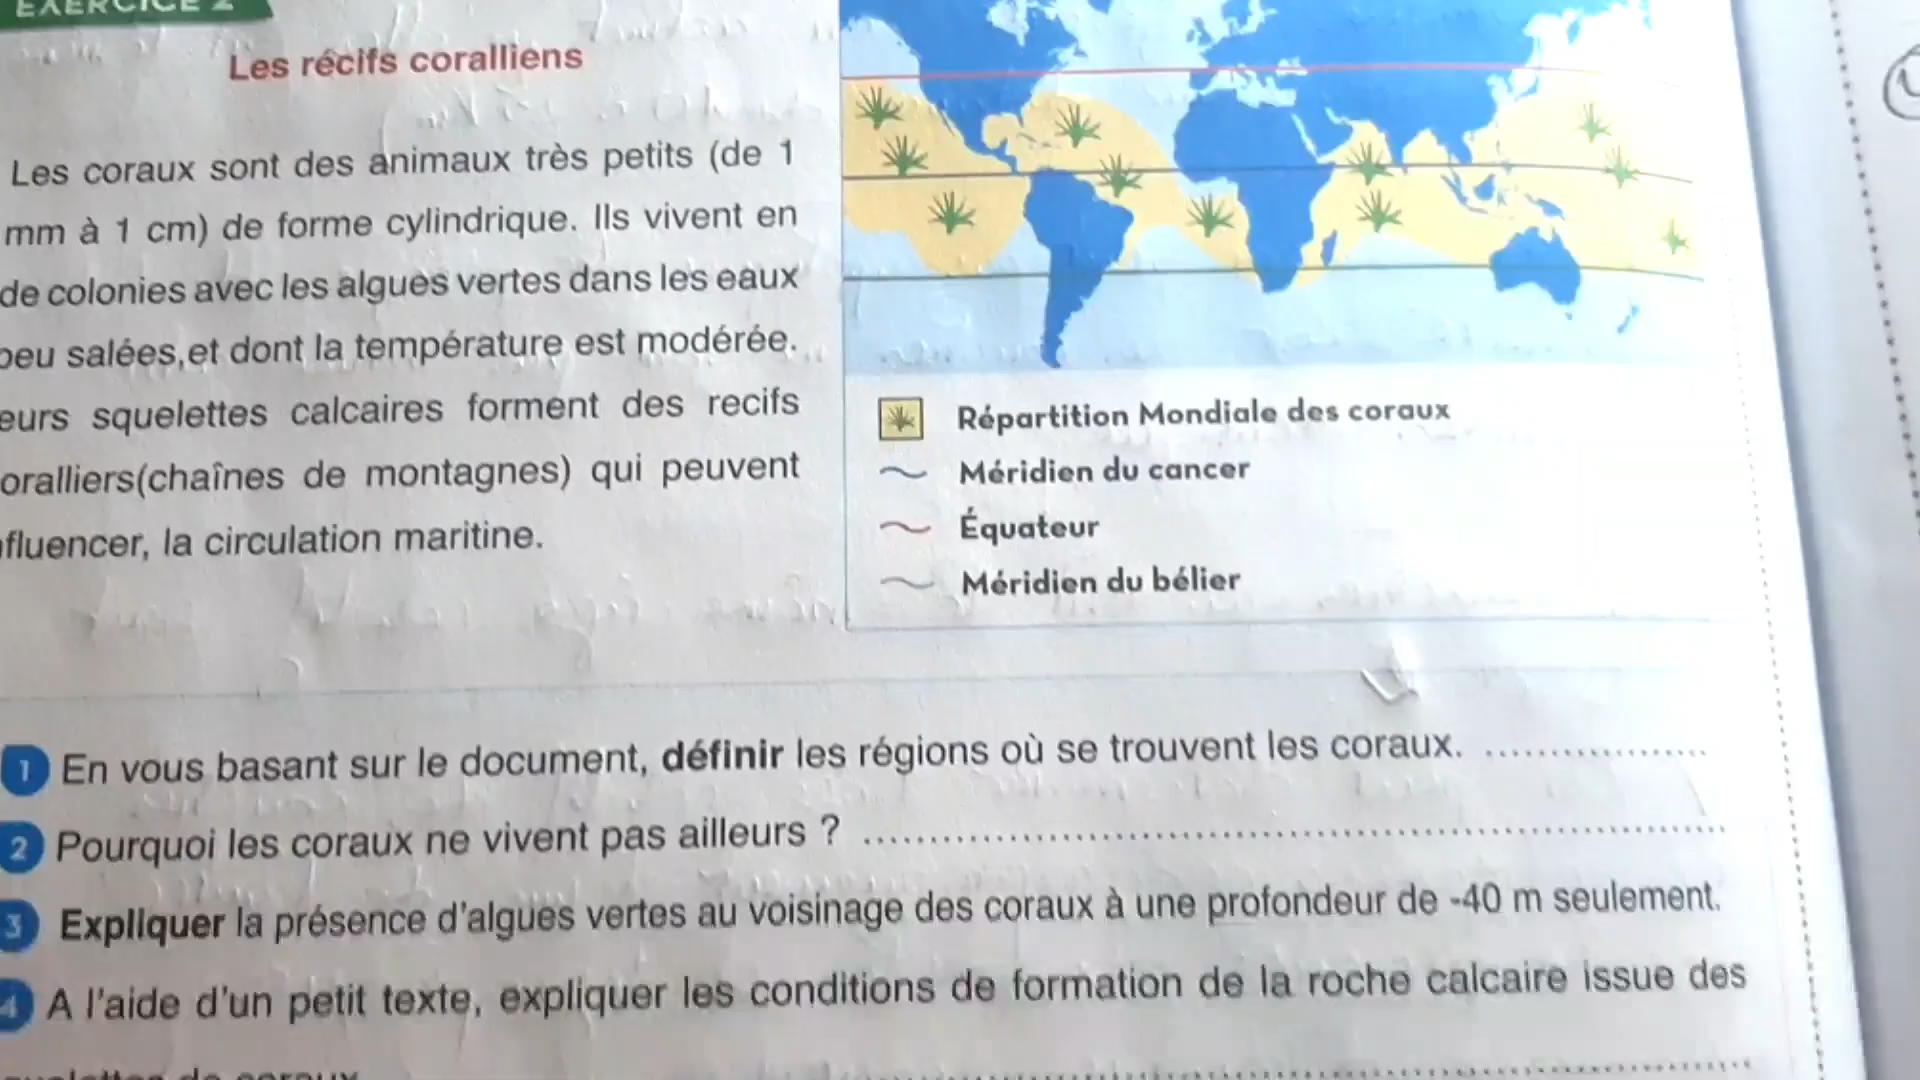 EXERCICE 2
Les récifs coralliens
Les coraux sont des animaux très petits (de 1
mm à 1 cm) de forme cylindrique. Ils vivent en
de colonies avec les algues vertes dans les eaux
peu salées,et dont la température est modérée.
eurs squelettes calcaires forment des recifs
oralliers(chaînes de montagnes) qui peuvent
nfluencer, la circulation maritine.
Répartition Mondiale des coraux
Méridien du cancer
Équateur
Méridien du bélier
1 En vous basant sur le document, définir les régions où se trouvent les coraux. ....................
2 Pourquoi les coraux ne vivent pas ailleurs ? ....................
3 Expliquer la présence d'algues vertes au voisinage des coraux à une profondeur de -40 m seulement.
4 A l'aide d'un petit texte, expliquer les conditions de formation de la roche calcaire issue des
de coraux